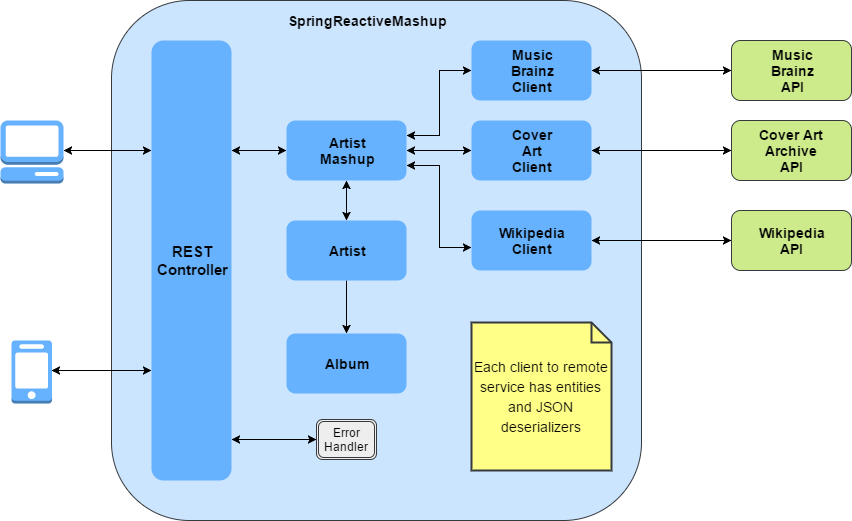 SpringReactiveMashup
Music
Brainz
Client
Music
Brainz
API
Artist
Mashup
Cover
Art
Client
Cover Art
Archive
API
REST
Controller
Artist
Wikipedia
Client
Wikipedia
API
Album
Each client to remote
service has entities
and JSON
deserializers
Error
Handler